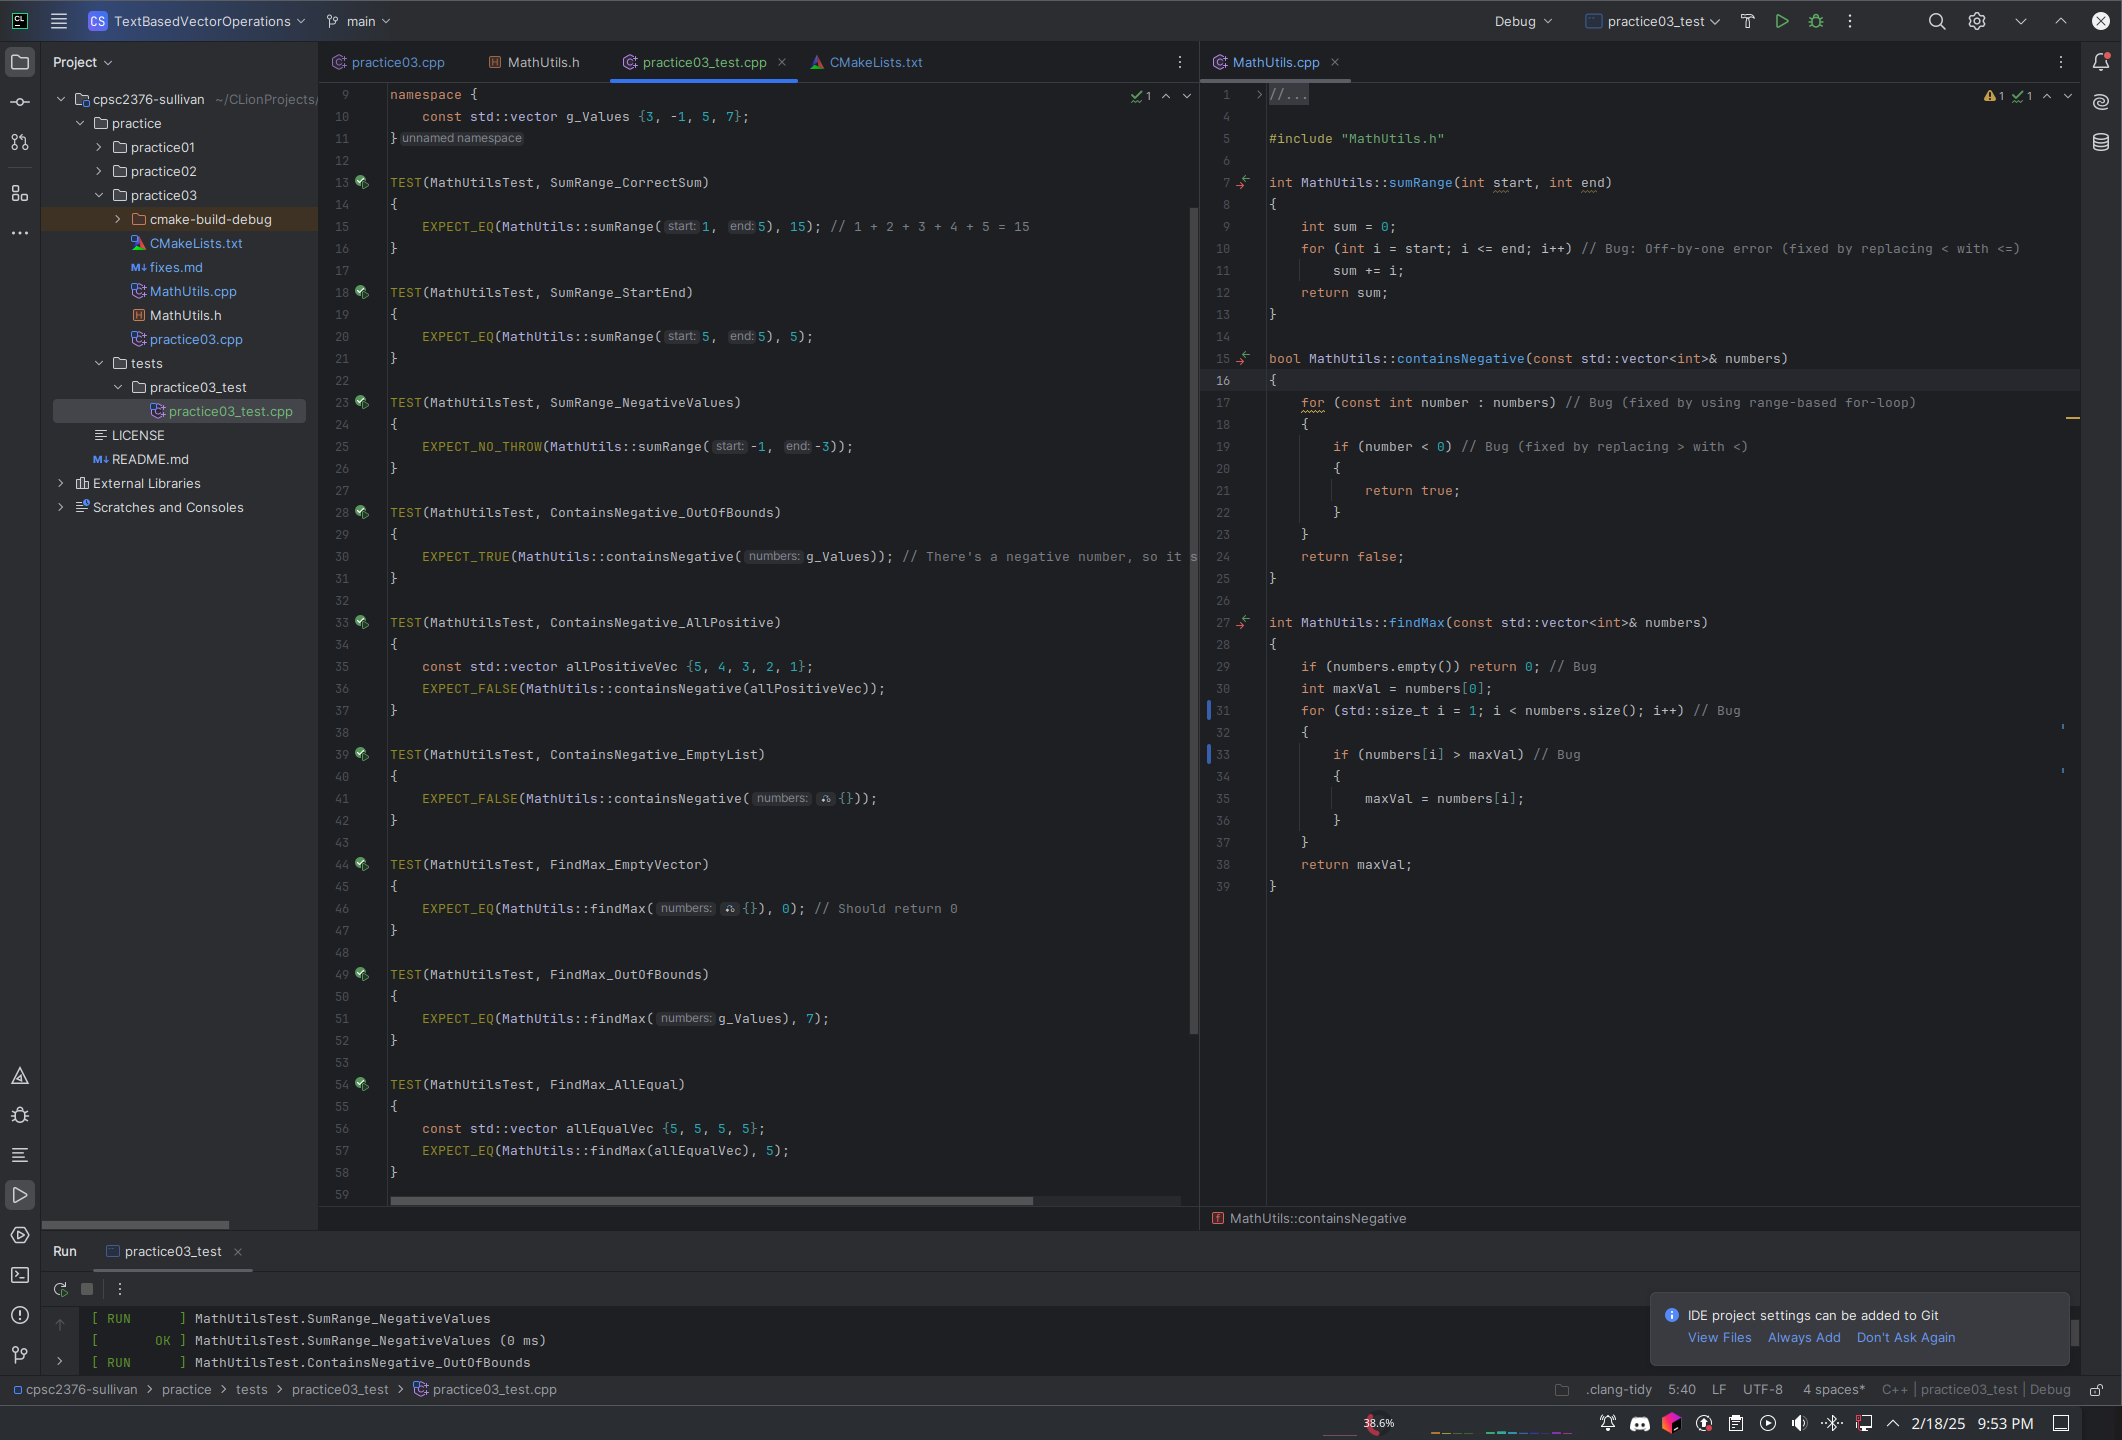 CL
CS TextBasedVectorOperations main Debug practice03_test
Project
cpsc2376-sullivan ~/CLionProjects/
practice
practice01
practice02
practice03
cmake-build-debug
CMakeLists.txt
M↓ fixes.md
MathUtils.cpp
H MathUtils.h
practice03.cpp
tests
practice03_test
practice03_test.cpp
LICENSE
M↓ README.md
External Libraries
Scratches and Consoles
practice03.cpp MathUtils.h practice03_test.cpp CMakeLists.txt
1
9 namespace {
10 const std::vector g_Values {3, -1, 5, 7};
11 } unnamed namespace
12
13 TEST(MathUtilsTest, SumRange_CorrectSum)
14 {
15 EXPECT_EQ(MathUtils::sumRange( start: 1, end: 5), 15); // 1 + 2 + 3 + 4 + 5 = 15
16 }
17
18 TEST(MathUtilsTest, SumRange_StartEnd)
19 {
20 EXPECT_EQ(MathUtils::sumRange( start: 5, end: 5), 5);
21 }
22
23 TEST(MathUtilsTest, SumRange_NegativeValues)
24 {
25 EXPECT_NO_THROW(MathUtils::sumRange( start: -1, end: -3));
26 }
27
28 TEST(MathUtilsTest, ContainsNegative_OutOfBounds)
29 {
30 EXPECT_TRUE(MathUtils::containsNegative( numbers: g_Values)); // There's a negative number, so it s
31 }
32
33 TEST(MathUtilsTest, ContainsNegative_AllPositive)
34 {
35 const std::vector allPositiveVec {5, 4, 3, 2, 1};
36 EXPECT_FALSE(MathUtils::containsNegative(allPositiveVec));
37 }
38
39 TEST(MathUtilsTest, ContainsNegative_EmptyList)
40 {
41 EXPECT_FALSE(MathUtils::containsNegative( numbers: {}));
42 }
43
44 TEST(MathUtilsTest, FindMax_EmptyVector)
45 {
46 EXPECT_EQ(MathUtils::findMax( numbers: {}), 0); // Should return 0
47 }
48
49 TEST(MathUtilsTest, FindMax_OutOfBounds)
50 {
51 EXPECT_EQ(MathUtils::findMax( numbers: g_Values), 7);
52 }
53
54 TEST(MathUtilsTest, FindMax_AllEqual)
55 {
56 const std::vector allEqualVec {5, 5, 5, 5};
57 EXPECT_EQ(MathUtils::findMax(allEqualVec), 5);
58 }
59
MathUtils.cpp
1 1
1 //...
4
5 #include "MathUtils.h"
6
7 int MathUtils::sumRange(int start, int end)
8 {
9 int sum = 0;
10 for (int i = start; i <= end; i++) // Bug: Off-by-one error (fixed by replacing < with <=)
11 sum += i;
12 return sum;
13 }
14
15 bool MathUtils::containsNegative(const std::vector<int>& numbers)
16 {
17 for (const int number : numbers) // Bug (fixed by using range-based for-loop)
18 {
19 if (number < 0) // Bug (fixed by replacing > with <)
20 {
21 return true;
22 }
23 }
24 return false;
25 }
26
27 int MathUtils::findMax(const std::vector<int>& numbers)
28 {
29 if (numbers.empty()) return 0; // Bug
30 int maxVal = numbers[0];
31 for (std::size_t i = 1; i < numbers.size(); i++) // Bug
32 {
33 if (numbers[i] > maxVal) // Bug
34 {
35 maxVal = numbers[i];
36 }
37 }
38 return maxVal;
39 }
f MathUtils::containsNegative
Run practice03_test
[ RUN ] MathUtilsTest.SumRange_NegativeValues
[ OK ] MathUtilsTest.SumRange_NegativeValues (0 ms)
[ RUN ] MathUtilsTest.ContainsNegative_OutOfBounds
IDE project settings can be added to Git
View Files Always Add Don't Ask Again
cpsc2376-sullivan > practice > tests > practice03_test > practice03_test.cpp
.clang-tidy 5:40 LF UTF-8 4 spaces* C++ | practice03_test | Debug
38.6%
2/18/25 9:53 PM